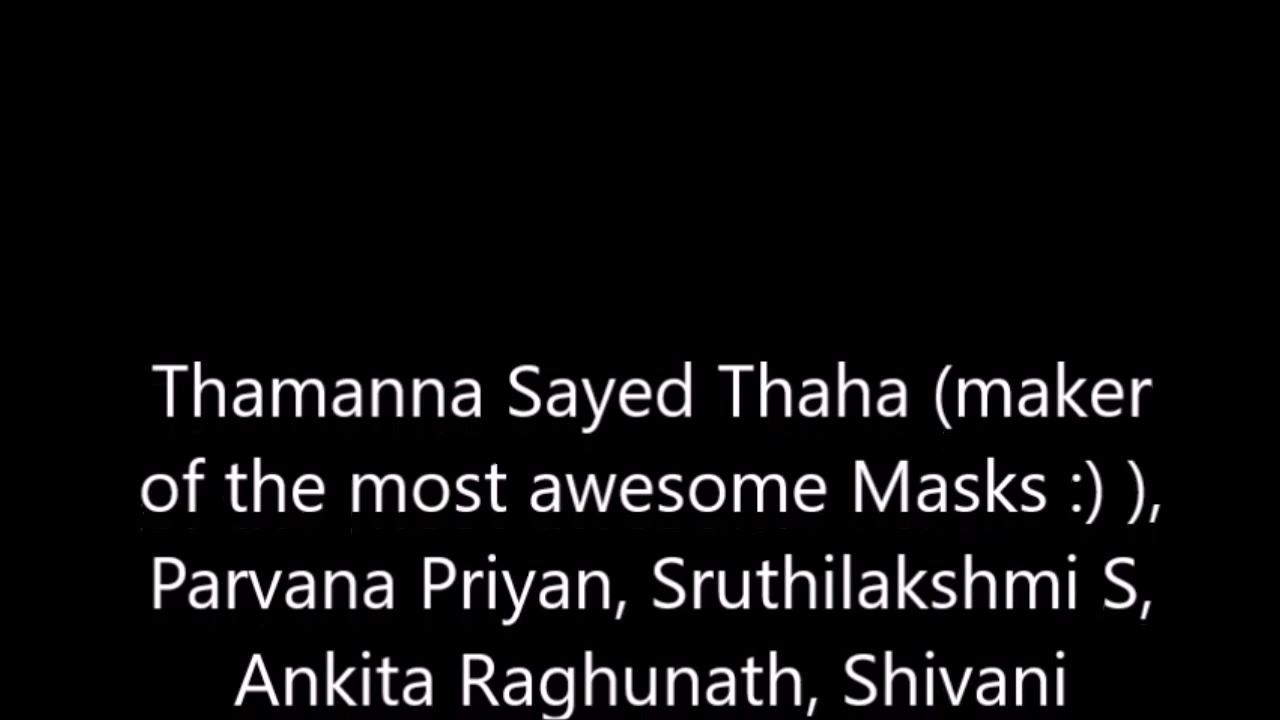 Thamanna Sayed Thaha (maker
of the most awesome Masks :) ),
Parvana Priyan, Sruthilakshmi S,
Ankita Raghunath, Shivani